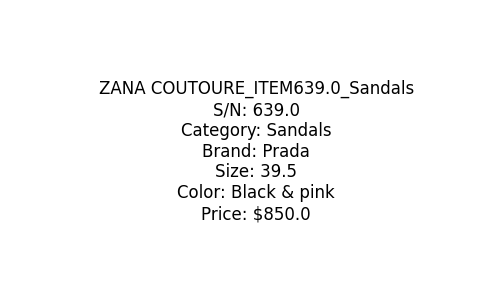 ZANA COUTOURE_ITEM639.0_Sandals
S/N: 639.0
Category: Sandals
Brand: Prada
Size: 39.5
Color: Black & pink
Price: $850.0